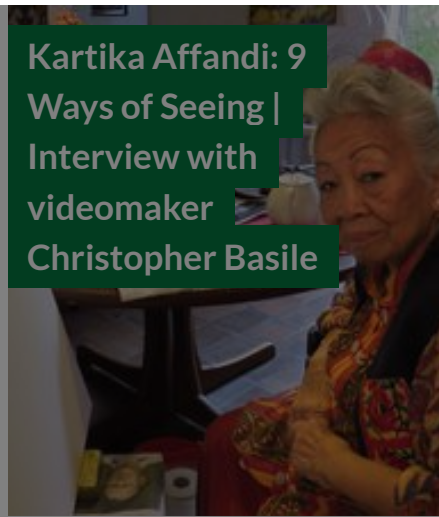 Kartika Affandi: 9
Ways of Seeing |
Interview with
videomaker
Christopher Basile